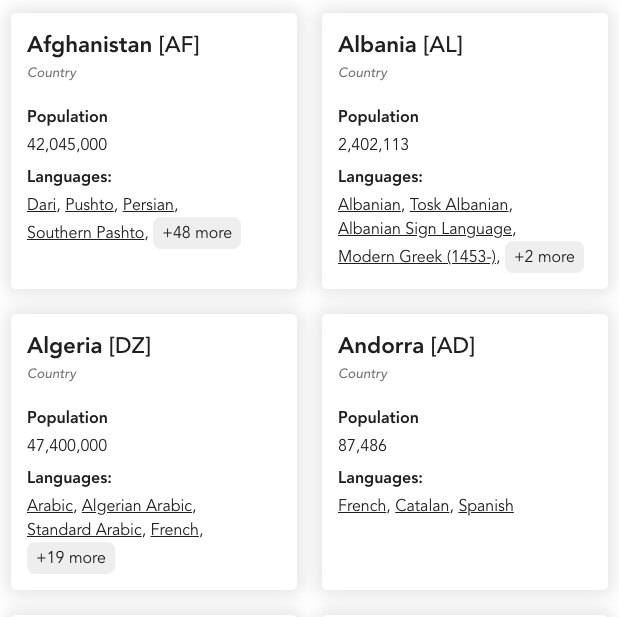 Afghanistan [AF]
Country
Population
42,045,000
Languages:
Dari, Pushto, Persian,
Southern Pashto, +48 more
Albania [AL]
Country
Population
2,402,113
Languages:
Albanian, Tosk Albanian,
Albanian Sign Language,
Modern Greek (1453-), +2 more
Algeria [DZ]
Country
Population
47,400,000
Languages:
Arabic, Algerian Arabic,
Standard Arabic, French,
+19 more
Andorra [AD]
Country
Population
87,486
Languages:
French, Catalan, Spanish